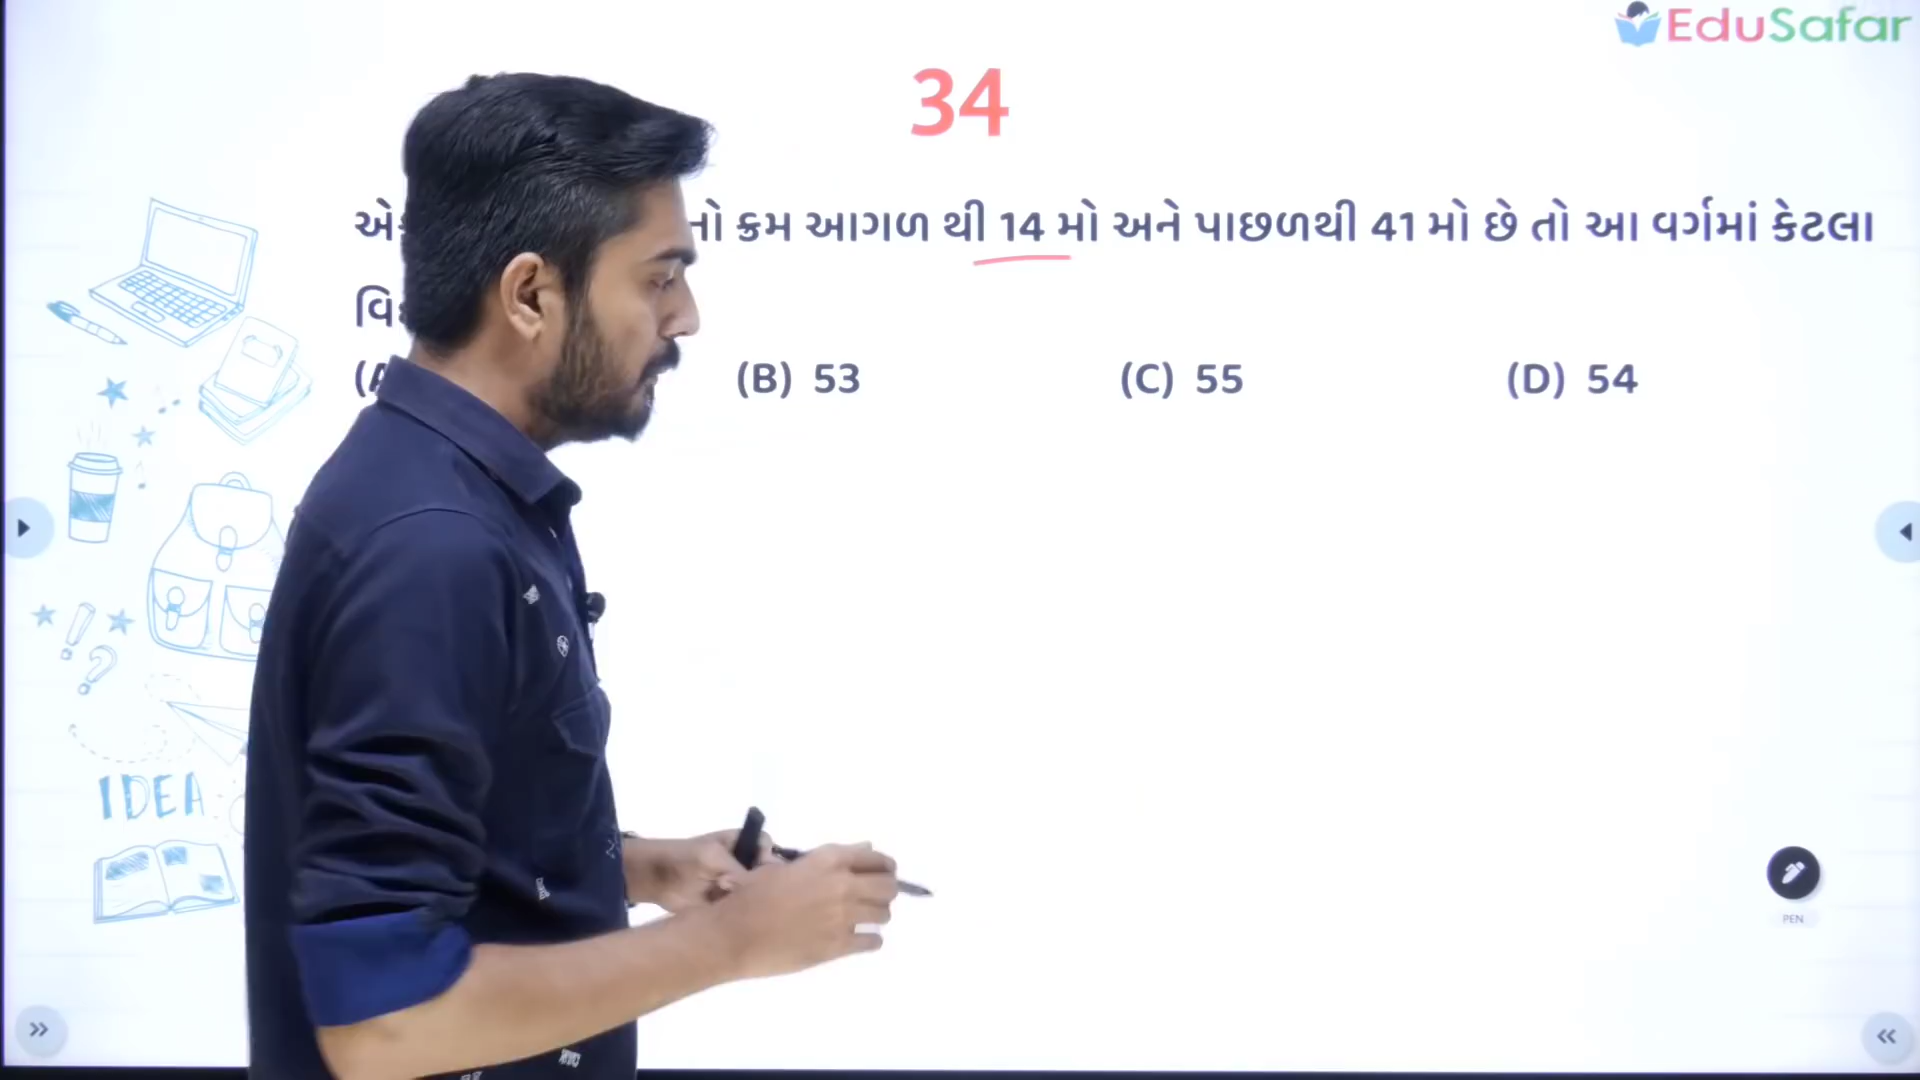 EduSafar
34
નો ક્રમ આગળ થી 14 મો અને પાછળથી 41 મો છે તો આ વર્ગમાં કેટલા
(B) 53 (C) 55 (D) 54
IDEA
PEN